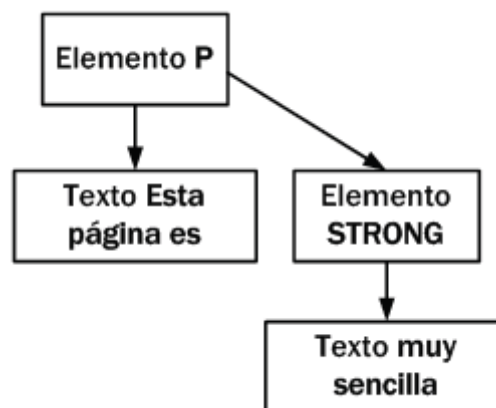 Elemento P
Texto Esta
página es
Elemento
STRONG
Texto muy
sencilla